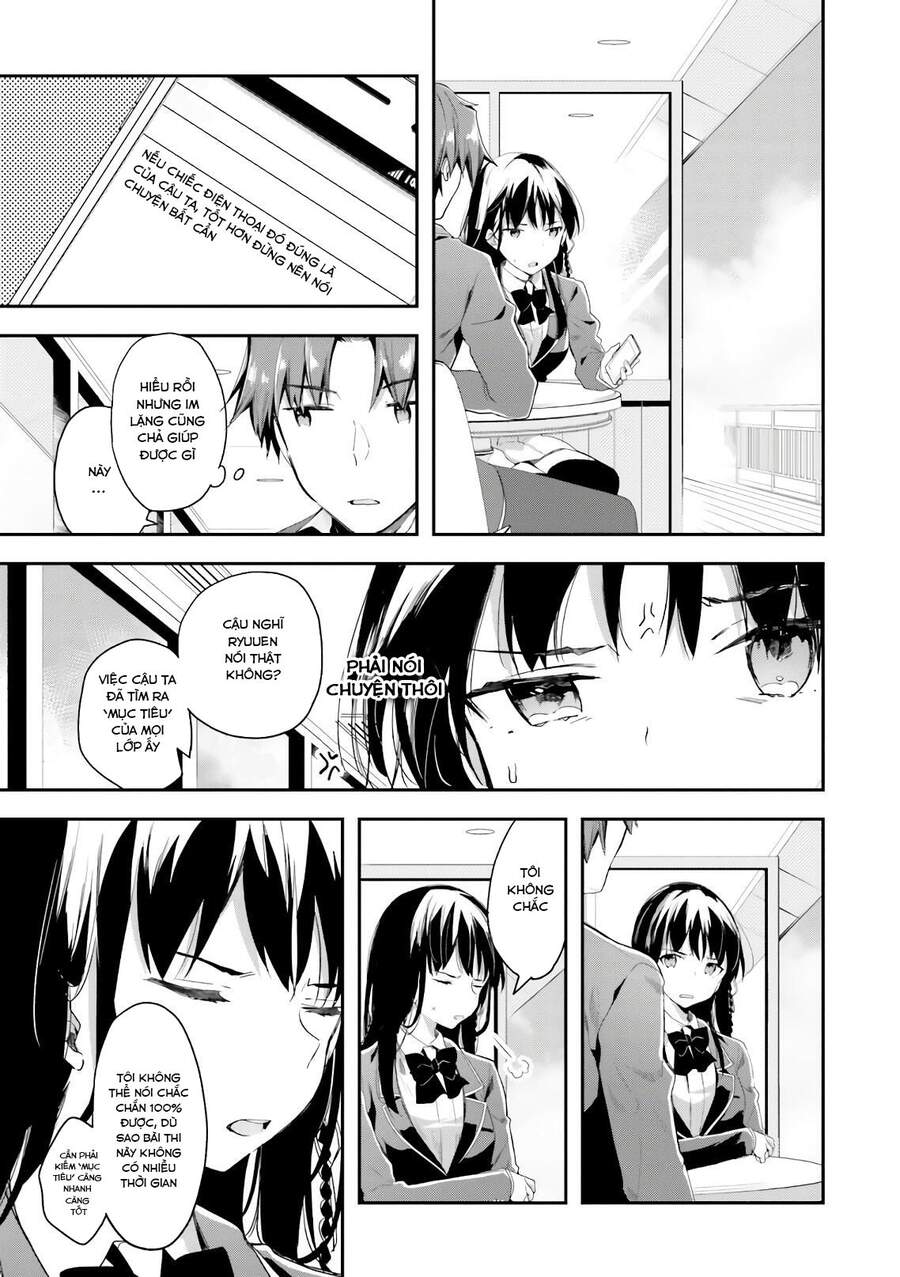 NẾU CHIẾC ĐIỆN THOẠI ĐÓ ĐÚNG LÀ
CỦA CẬU TA, TỐT HƠN ĐỪNG NÊN NÓI
CHUYỆN BẤT CẨN
HIỂU RỒI
NHƯNG IM
LẶNG CŨNG
CHẢ GIÚP
ĐƯỢC GÌ
NÀY
...
PHẢI NÓI
CHUYỆN THÔI
CẬU NGHĨ
RYUUEN
NÓI THẬT
KHÔNG?
VIỆC CẬU TA
ĐÃ TÌM RA
'MỤC TIÊU'
CỦA MỌI
LỚP ẤY
TÔI
KHÔNG
CHẮC
TÔI KHÔNG
THỂ NÓI CHẮC
CHẮN 100%
ĐƯỢC, DÙ
SAO BÀI THI
NÀY KHÔNG
CÓ NHIỀU
THỜI GIAN
CẦN PHẢI
KIẾM 'MỤC
TIÊU' CÀNG
NHANH
CÀNG
TỐT